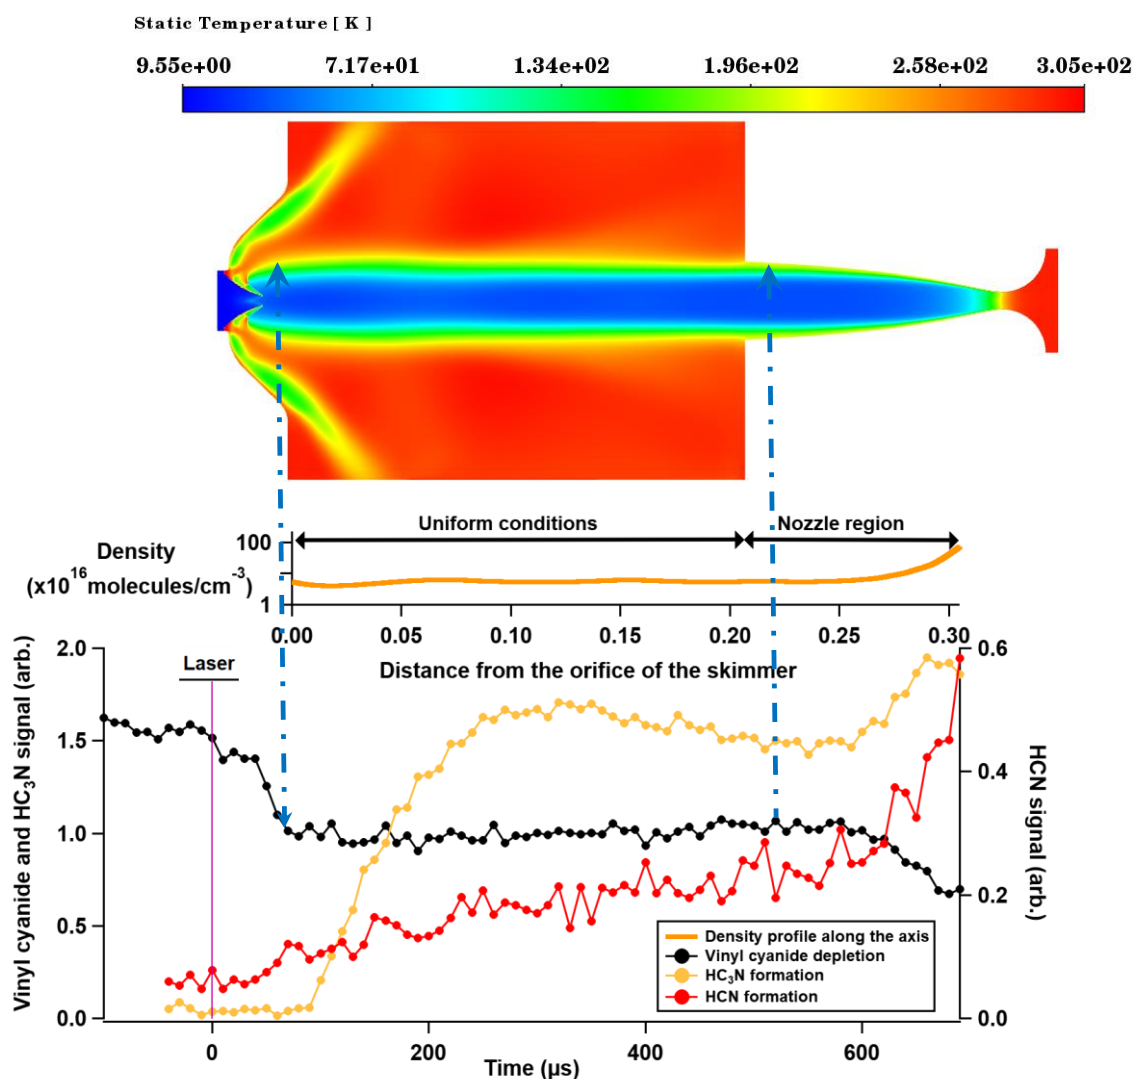 Static Temperature [ K ]
9.55e+00 7.17e+01 1.34e+02 1.96e+02 2.58e+02 3.05e+02
Uniform conditions Nozzle region
Density
(x10^16 molecules/cm^-3)
100
1
0.00 0.05 0.10 0.15 0.20 0.25 0.30
Distance from the orifice of the skimmer
Laser
Vinyl cyanide and HC3N signal (arb.)
2.0
1.5
1.0
0.5
0.0
HCN signal (arb.)
0.6
0.4
0.2
0.0
Density profile along the axis
Vinyl cyanide depletion
HC3N formation
HCN formation
0 200 400 600
Time (µs)